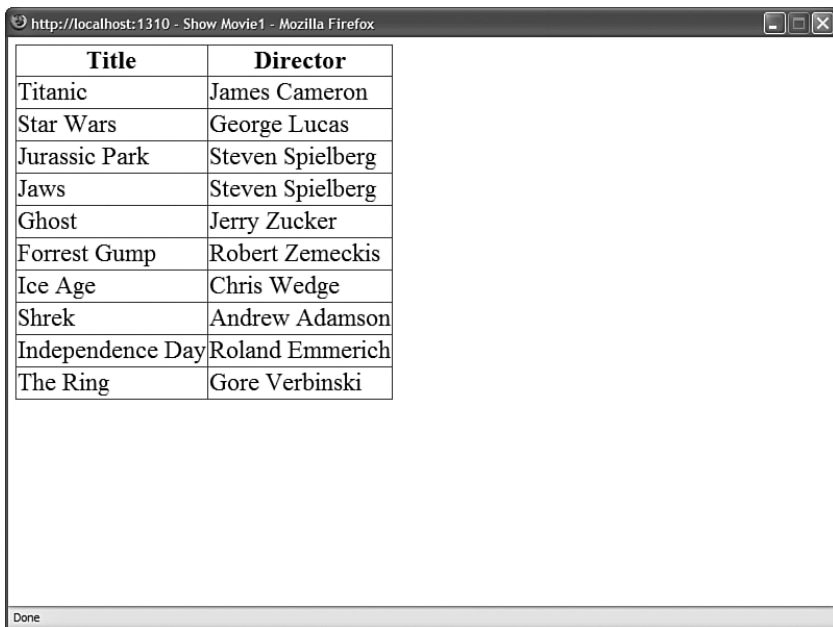 http://localhost:1310 - Show Movie1 - Mozilla Firefox
Title Director
Titanic James Cameron
Star Wars George Lucas
Jurassic Park Steven Spielberg
Jaws Steven Spielberg
Ghost Jerry Zucker
Forrest Gump Robert Zemeckis
Ice Age Chris Wedge
Shrek Andrew Adamson
Independence Day Roland Emmerich
The Ring Gore Verbinski
Done